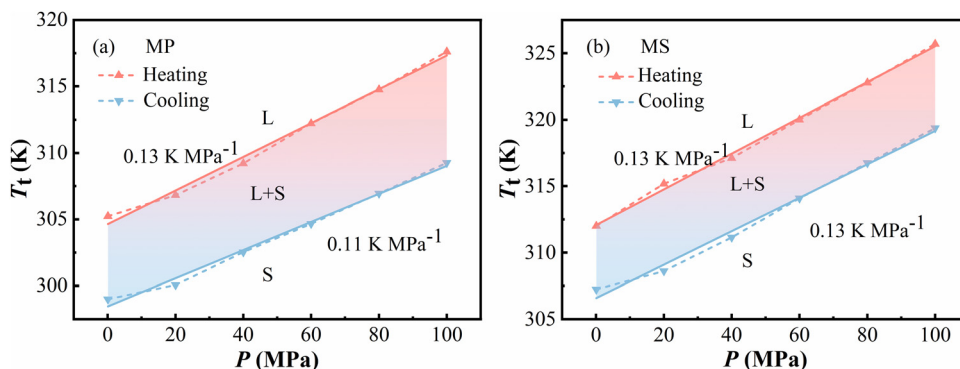 (a) MP
Heating
Cooling
L
0.13 K MPa⁻¹
L+S
0.11 K MPa⁻¹
S
320
315
310
305
300
Tt (K)
0 20 40 60 80 100
P (MPa)
(b) MS
Heating
Cooling
L
0.13 K MPa⁻¹
L+S
0.13 K MPa⁻¹
S
325
320
315
310
305
Tt (K)
0 20 40 60 80 100
P (MPa)